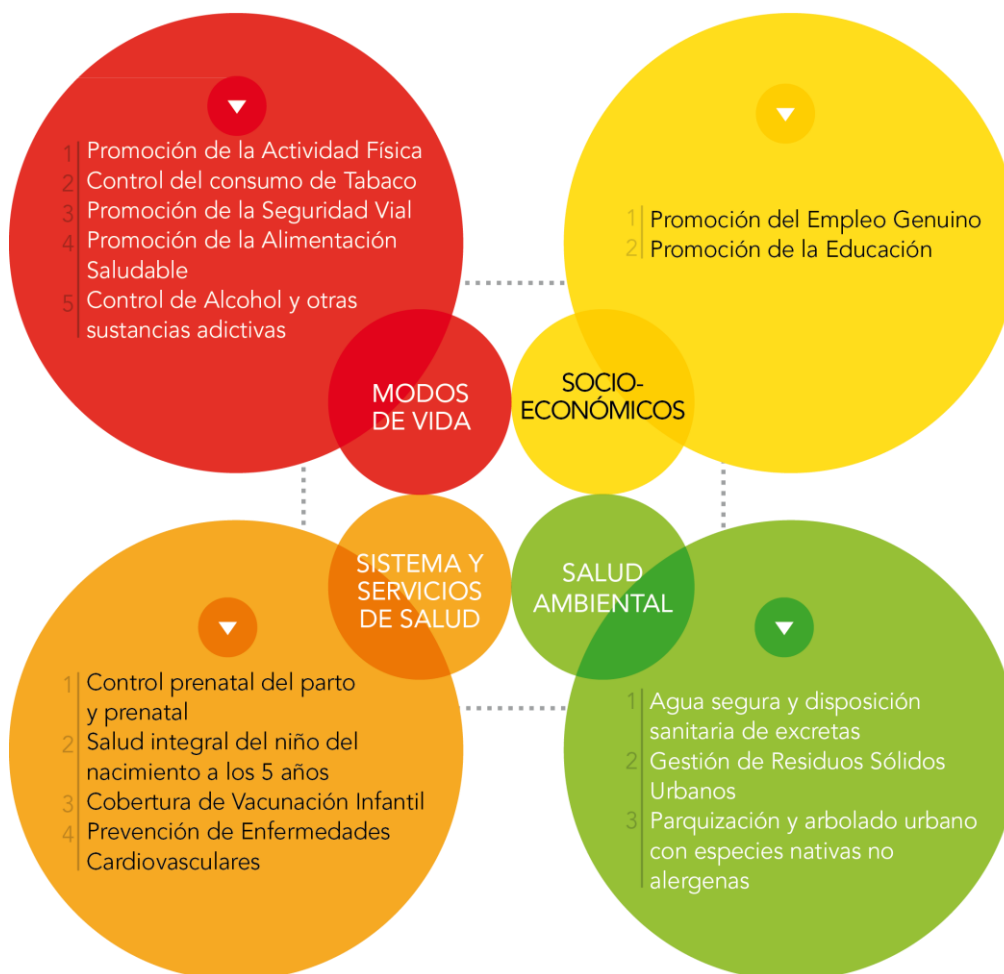 1 Promoción de la Actividad Física
2 Control del consumo de Tabaco
3 Promoción de la Seguridad Vial
4 Promoción de la Alimentación
Saludable
5 Control de Alcohol y otras
sustancias adictivas
MODOS
DE VIDA
1 Promoción del Empleo Genuino
2 Promoción de la Educación
SOCIO-
ECONÓMICOS
SISTEMA Y
SERVICIOS
DE SALUD
1 Control prenatal del parto
y prenatal
2 Salud integral del niño del
nacimiento a los 5 años
3 Cobertura de Vacunación Infantil
4 Prevención de Enfermedades
Cardiovasculares
SALUD
AMBIENTAL
1 Agua segura y disposición
sanitaria de excretas
2 Gestión de Residuos Sólidos
Urbanos
3 Parquización y arbolado urbano
con especies nativas no
alergenas